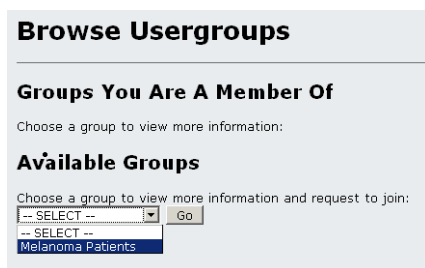 Browse Usergroups
Groups You Are A Member Of
Choose a group to view more information:
Available Groups
Choose a group to view more information and request to join:
-- SELECT -- Go
-- SELECT --
Melanoma Patients